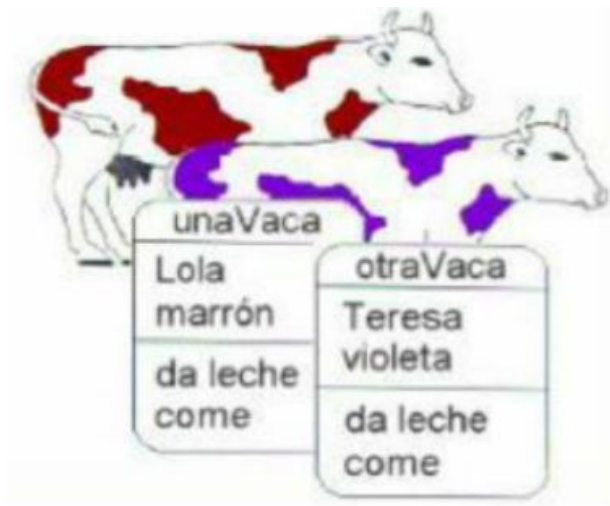 unaVaca
Lola
marrón
da leche
come
otraVaca
Teresa
violeta
da leche
come